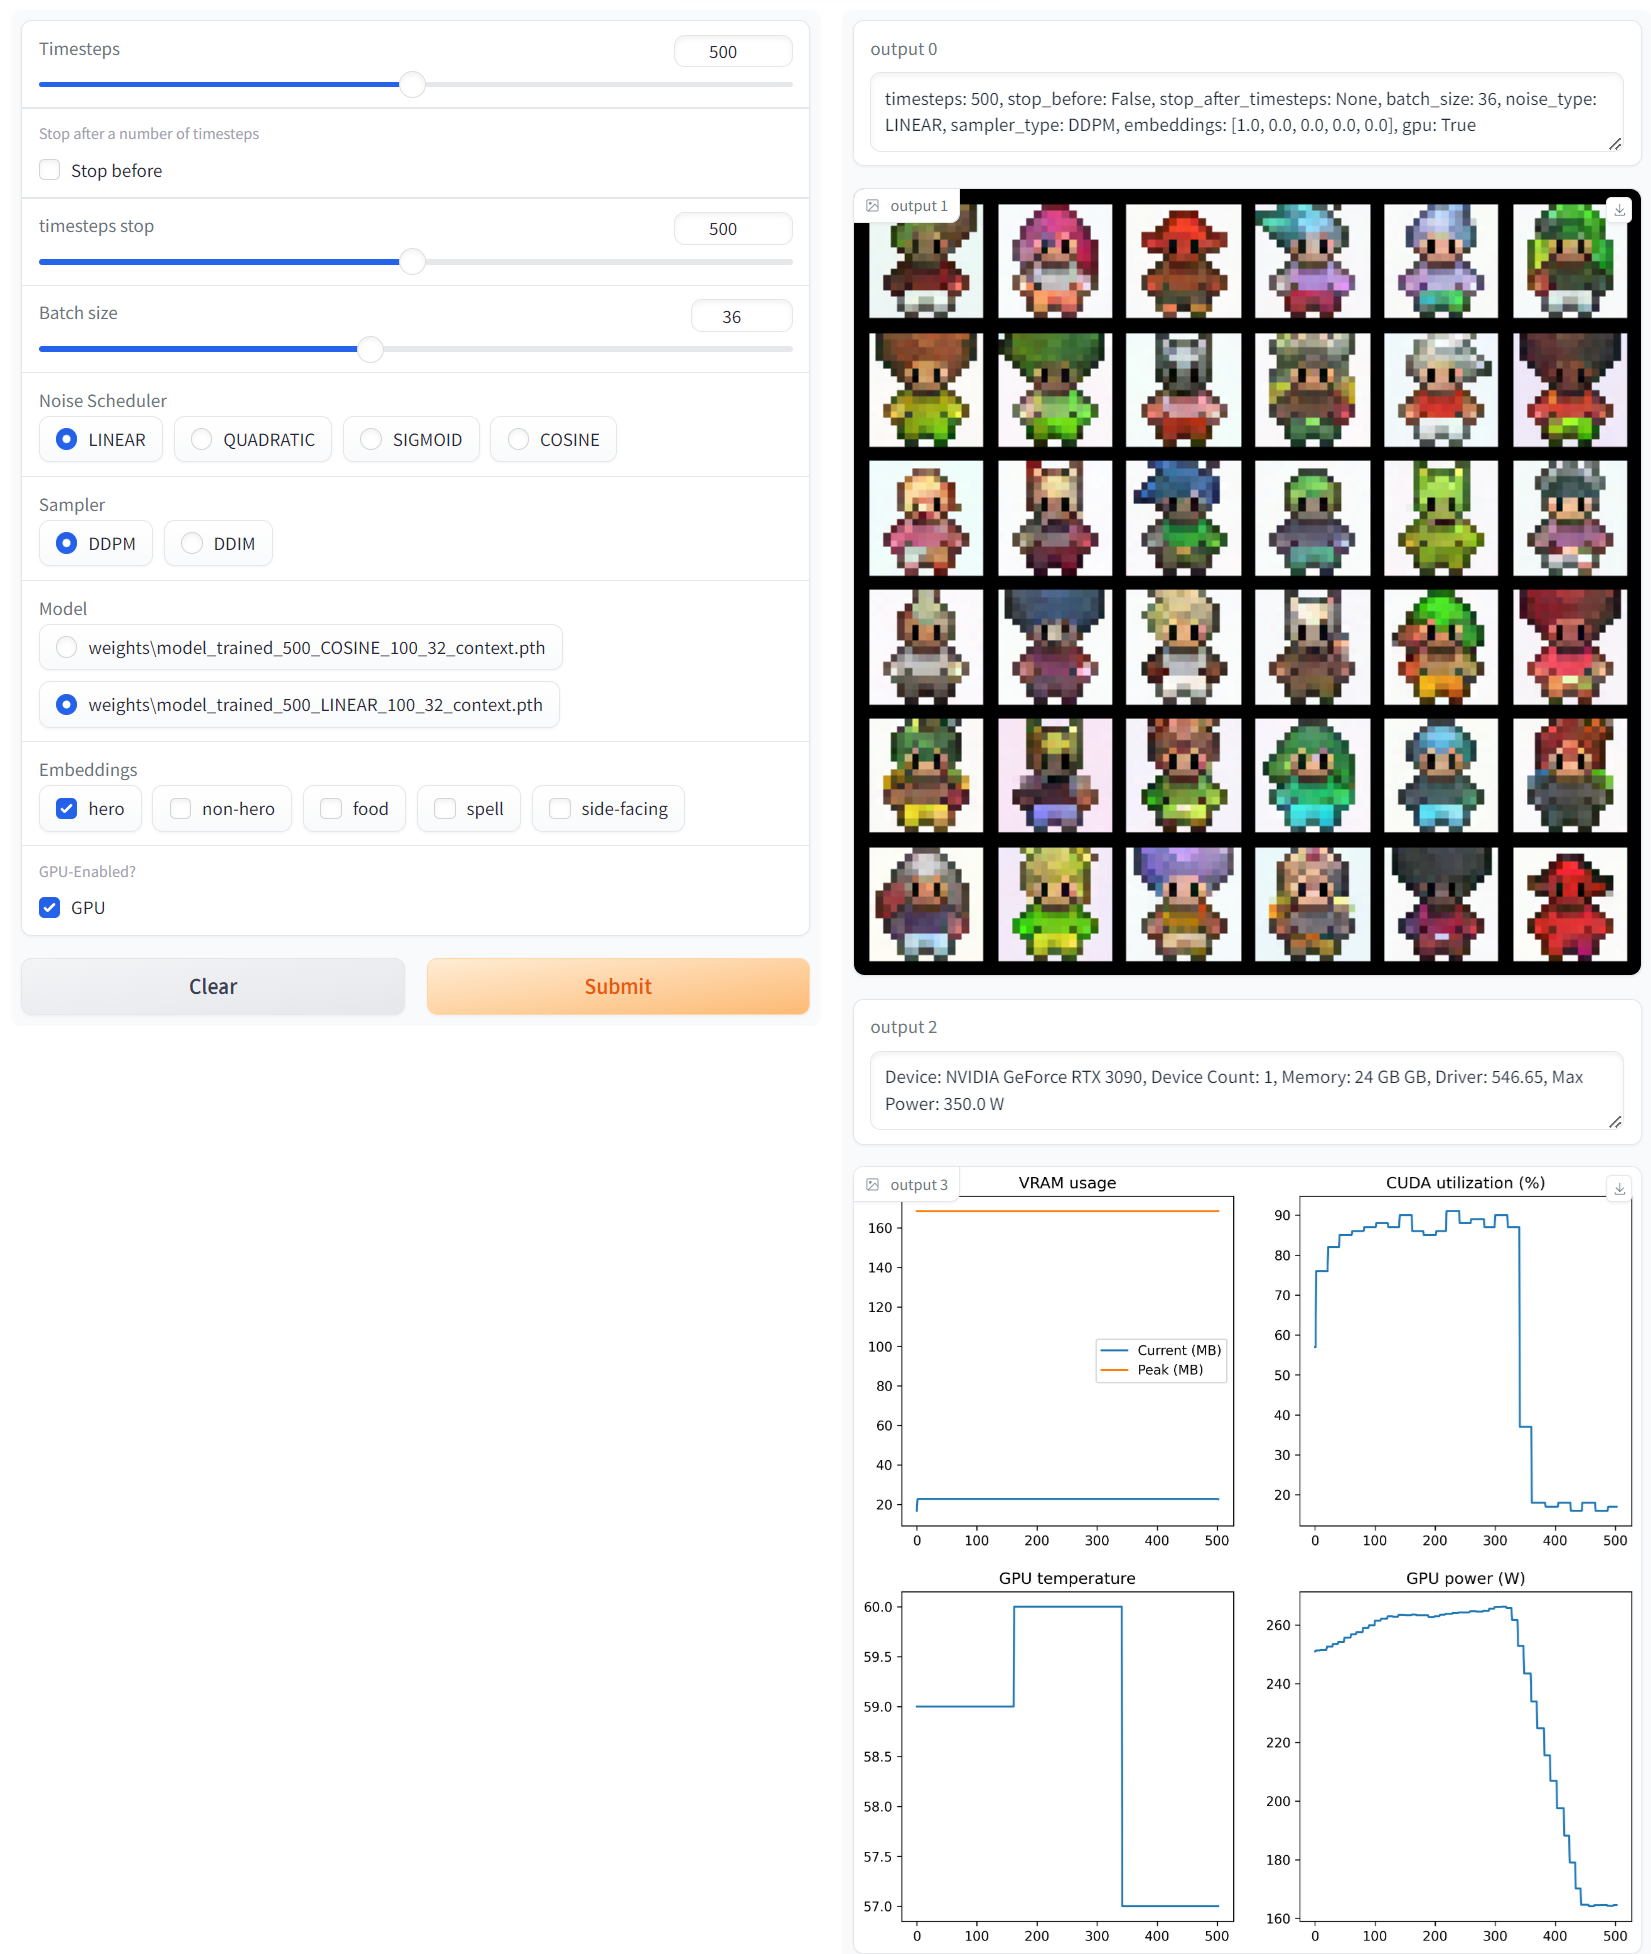 Timesteps
500
Stop after a number of timesteps
Stop before
timesteps stop
500
Batch size
36
Noise Scheduler
LINEAR
QUADRATIC
SIGMOID
COSINE
Sampler
DDPM
DDIM
Model
weights\model_trained_500_COSINE_100_32_context.pth
weights\model_trained_500_LINEAR_100_32_context.pth
Embeddings
hero
non-hero
food
spell
side-facing
GPU-Enabled?
GPU
Clear
Submit
output 0
timesteps: 500, stop_before: False, stop_after_timesteps: None, batch_size: 36, noise_type:
LINEAR, sampler_type: DDPM, embeddings: [1.0, 0.0, 0.0, 0.0, 0.0], gpu: True
output 1
output 2
Device: NVIDIA GeForce RTX 3090, Device Count: 1, Memory: 24 GB GB, Driver: 546.65, Max
Power: 350.0 W
output 3
VRAM usage
160
140
120
100
80
60
40
20
Current (MB)
Peak (MB)
0 100 200 300 400 500
CUDA utilization (%)
90
80
70
60
50
40
30
20
0 100 200 300 400 500
GPU temperature
60.0
59.5
59.0
58.5
58.0
57.5
57.0
0 100 200 300 400 500
GPU power (W)
260
240
220
200
180
160
0 100 200 300 400 500